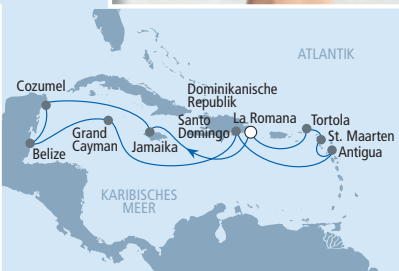 ATLANTIK
Cozumel
Dominikanische
Republik
La Romana
Santo
Domingo
Tortola
St. Maarten
Antigua
Grand
Cayman
Jamaika
Belize
KARIBISCHES
MEER